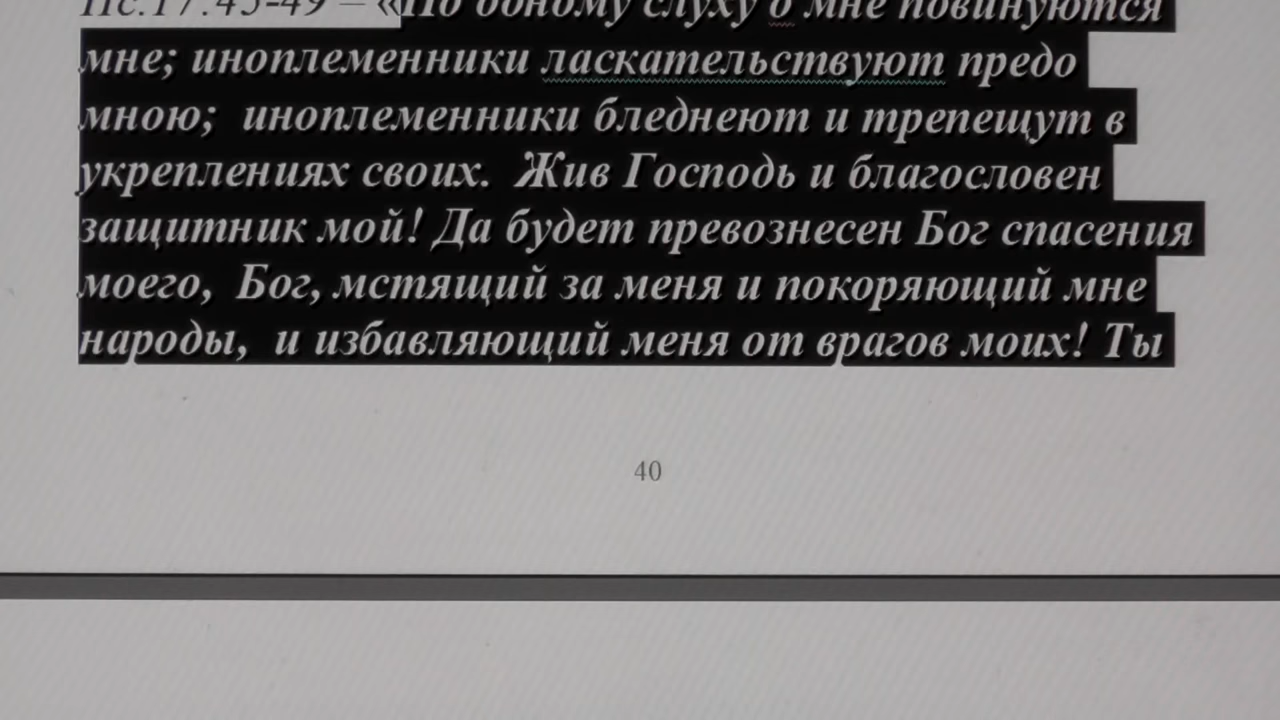 Пс.17:45-49 – «По одному слуху о мне повинуются
мне; иноплеменники ласкательствуют предо
мною;  иноплеменники бледнеют и трепещут в
укреплениях своих.  Жив Господь и благословен
защитник мой! Да будет превознесен Бог спасения
моего,  Бог, мстящий за меня и покоряющий мне
народы,  и избавляющий меня от врагов моих! Ты
40